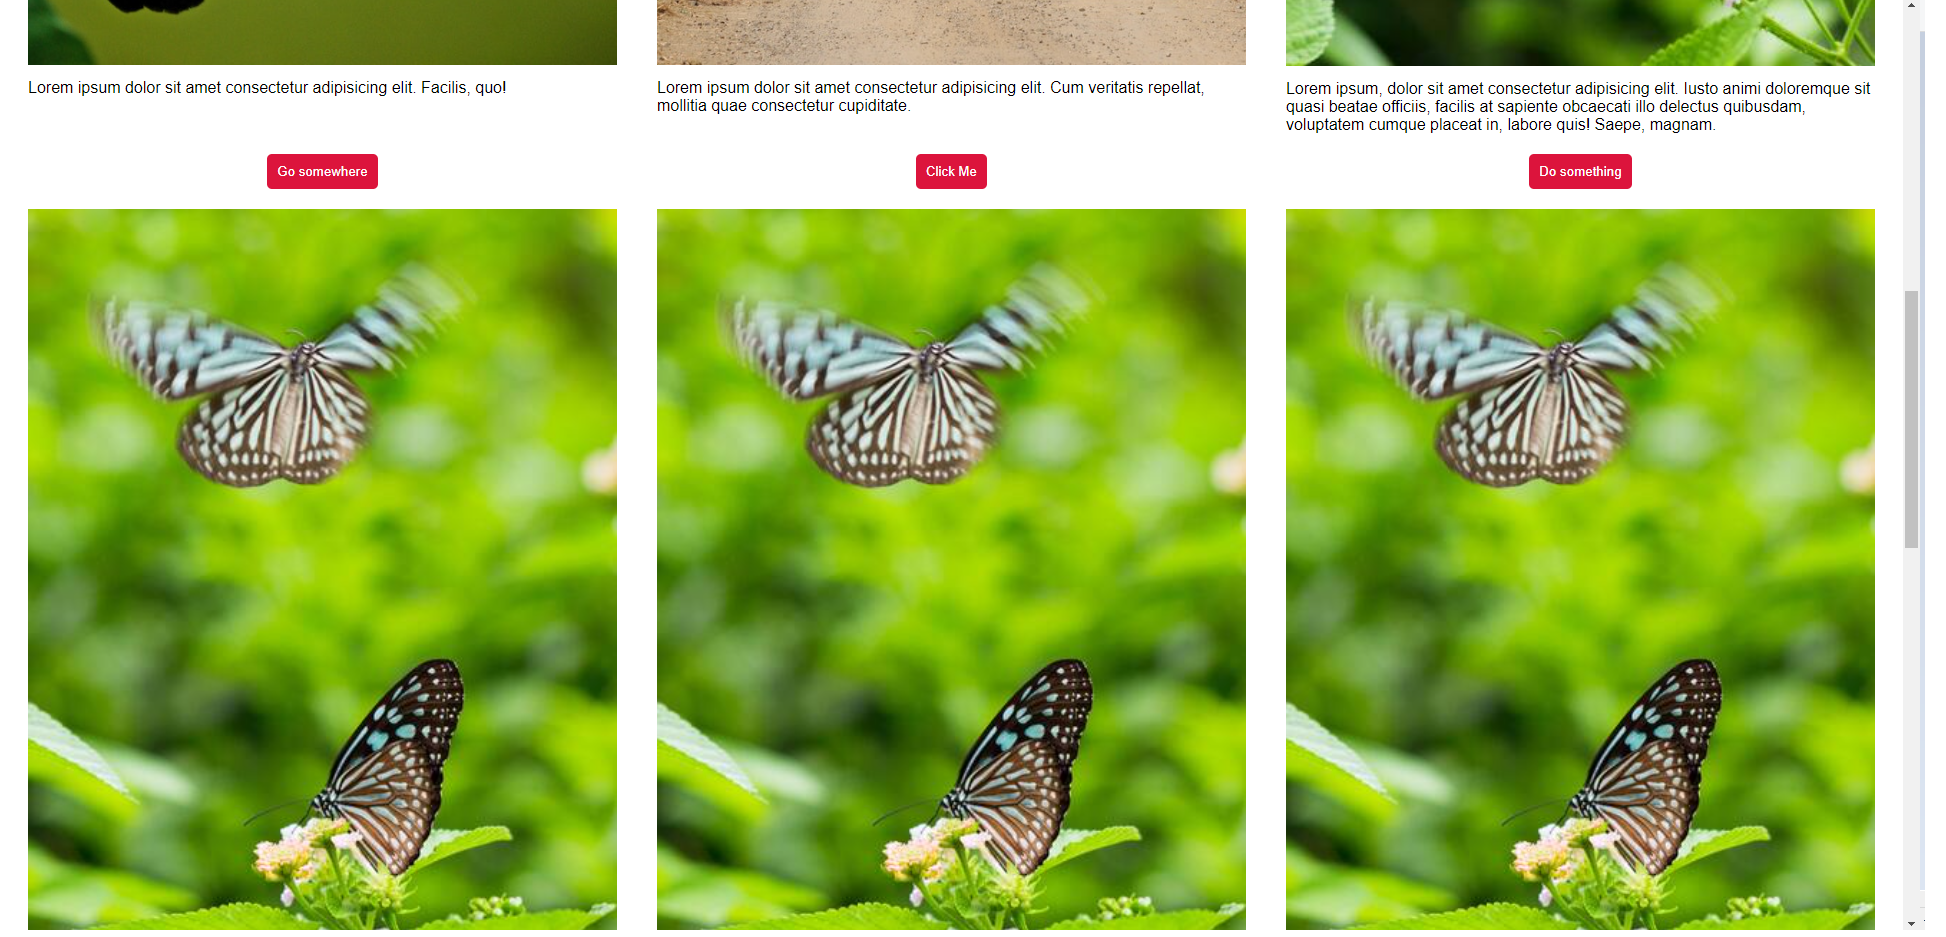 Lorem ipsum dolor sit amet consectetur adipisicing elit. Facilis, quo!
Lorem ipsum dolor sit amet consectetur adipisicing elit. Cum veritatis repellat,
mollitia quae consectetur cupiditate.
Lorem ipsum, dolor sit amet consectetur adipisicing elit. Iusto animi doloremque sit
quasi beatae officiis, facilis at sapiente obcaecati illo delectus quibusdam,
voluptatem cumque placeat in, labore quis! Saepe, magnam.
Go somewhere
Click Me
Do something